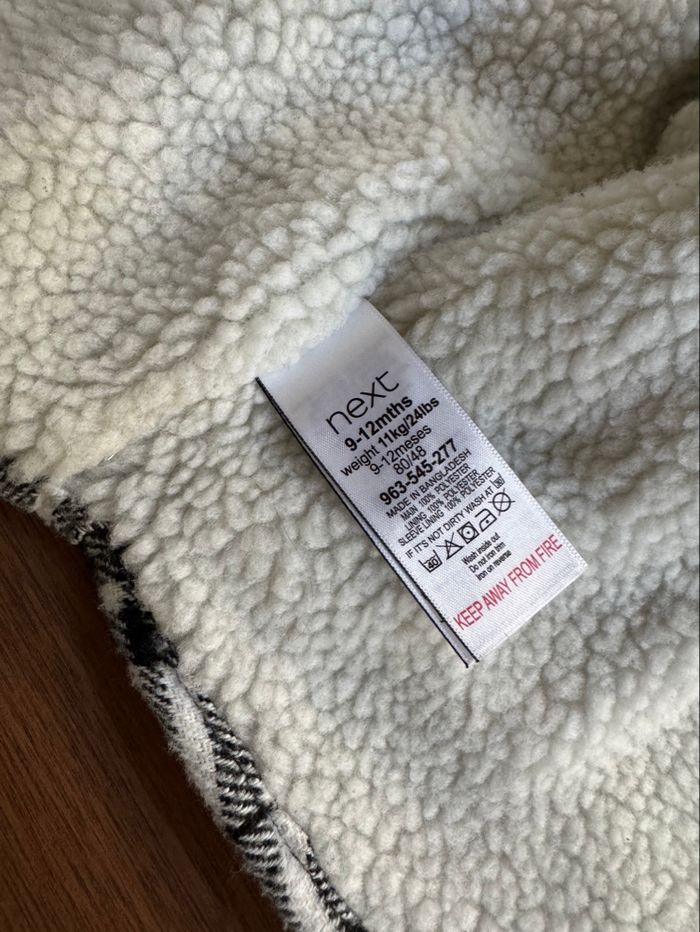 next
9-12mths
weight 11kg/24lbs
9-12meses
80/48
963-545-277
MADE IN BANGLADESH
MAIN 100% POLYESTER
LINING 100% POLYESTER
SLEEVE LINING 100% POLYESTER
IF IT'S NOT DIRTY WASH AT 30
40
Wash inside out
Do not iron trim
Iron on reverse
KEEP AWAY FROM FIRE